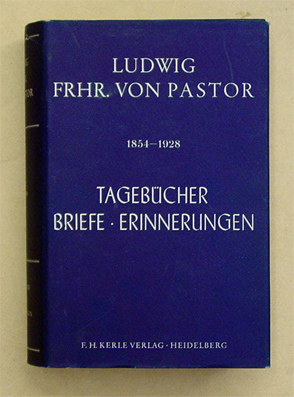 LUDWIG
FRHR. VON PASTOR
1854—1928
TAGEBÜCHER
BRIEFE · ERINNERUNGEN
F. H. KERLE VERLAG · HEIDELBERG